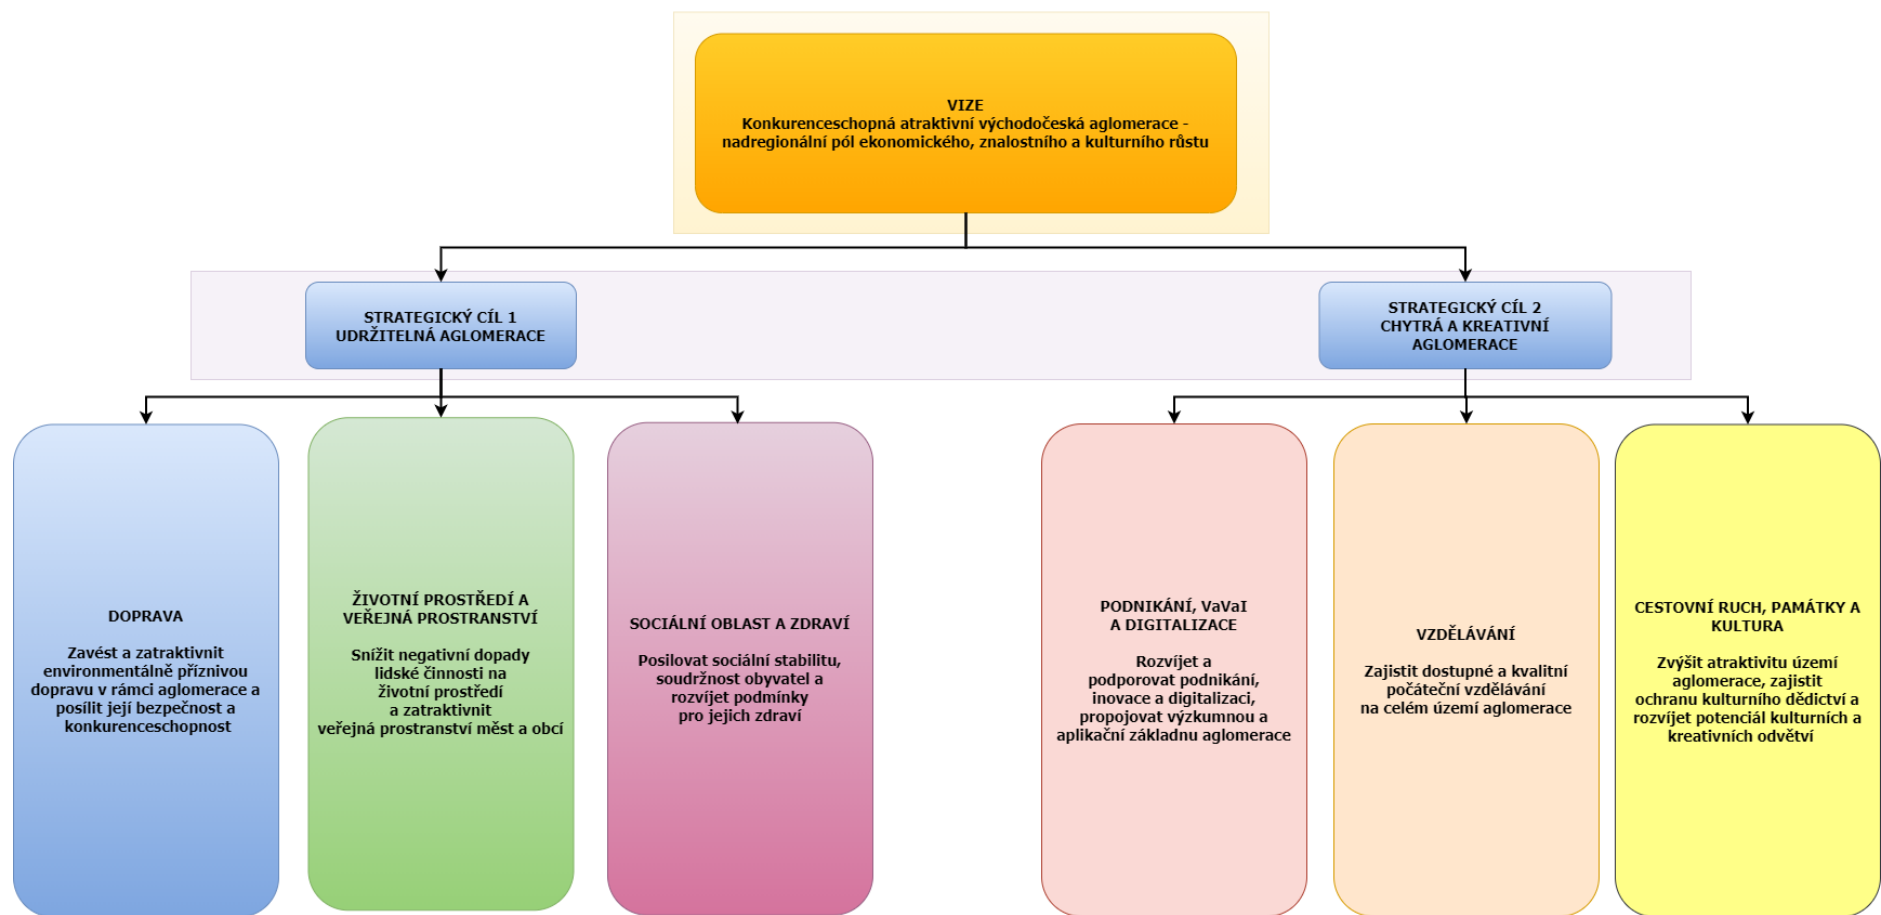 VIZE
Konkurenceschopná atraktivní východočeská aglomerace -
nadregionální pól ekonomického, znalostního a kulturního růstu
STRATEGICKÝ CÍL 1
UDRŽITELNÁ AGLOMERACE
STRATEGICKÝ CÍL 2
CHYTRÁ A KREATIVNÍ
AGLOMERACE
DOPRAVA
Zavést a zatraktivnit
environmentálně příznivou
dopravu v rámci aglomerace a
posílit její bezpečnost a
konkurenceschopnost
ŽIVOTNÍ PROSTŘEDÍ A
VEŘEJNÁ PROSTRANSTVÍ
Snížit negativní dopady
lidské činnosti na
životní prostředí
a zatraktivnit
veřejná prostranství měst a obcí
SOCIÁLNÍ OBLAST A ZDRAVÍ
Posilovat sociální stabilitu,
soudržnost obyvatel a
rozvíjet podmínky
pro jejich zdraví
PODNIKÁNÍ, VaVaI
A DIGITALIZACE
Rozvíjet a
podporovat podnikání,
inovace a digitalizaci,
propojovat výzkumnou a
aplikační základnu aglomerace
VZDĚLÁVÁNÍ
Zajistit dostupné a kvalitní
počáteční vzdělávání
na celém území aglomerace
CESTOVNÍ RUCH, PAMÁTKY A
KULTURA
Zvýšit atraktivitu území
aglomerace, zajistit
ochranu kulturního dědictví a
rozvíjet potenciál kulturních a
kreativních odvětví